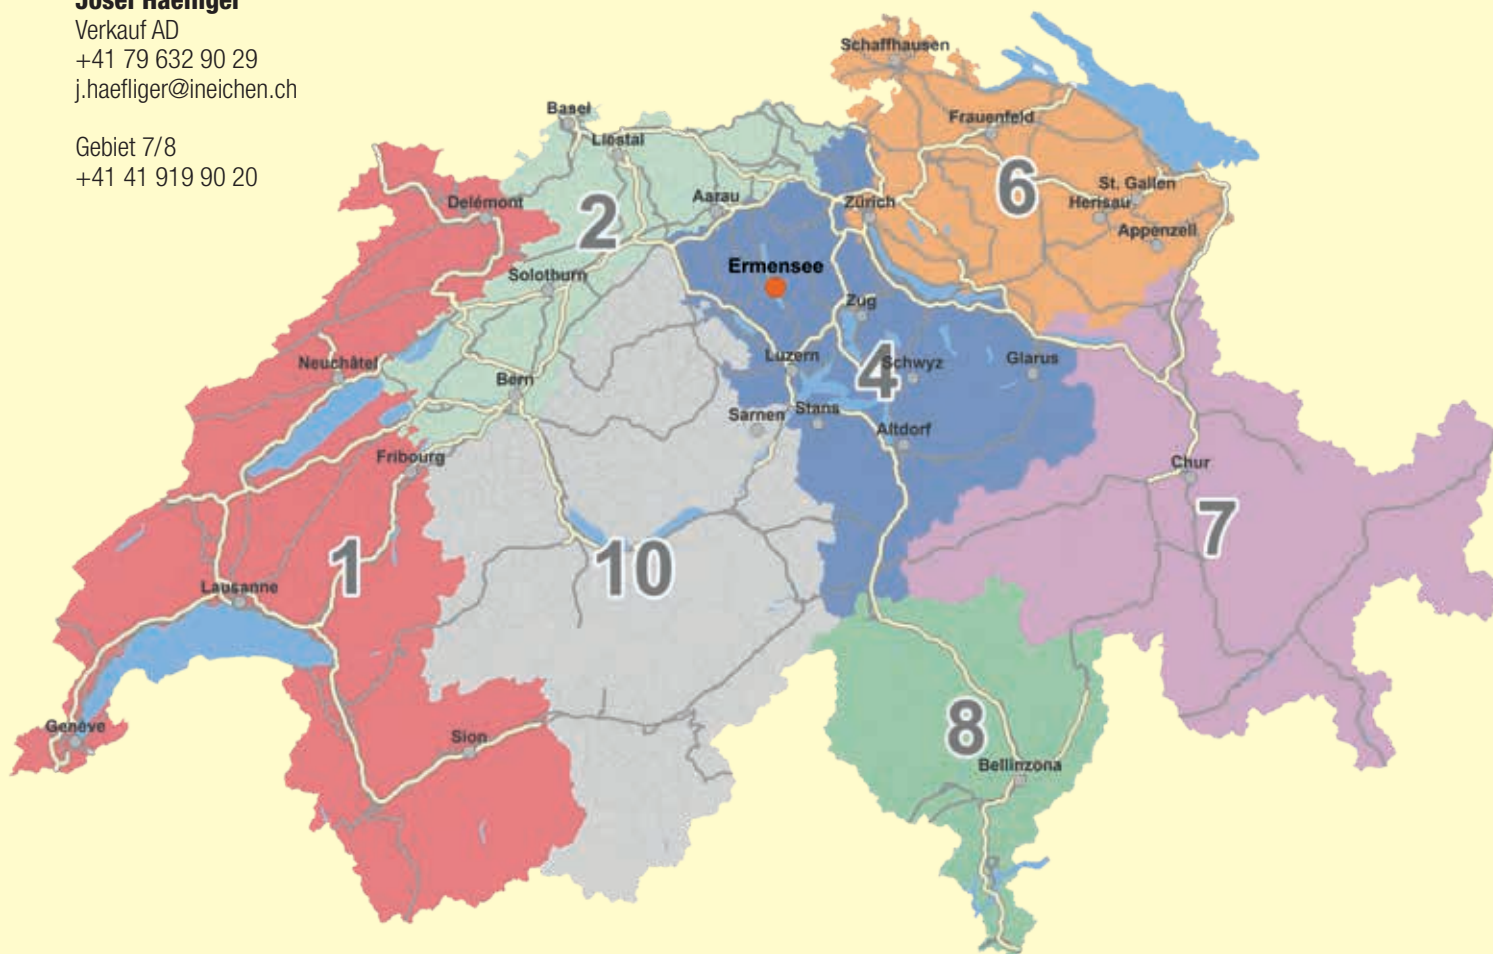 Josef Haefliger
Verkauf AD
+41 79 632 90 29
j.haefliger@ineichen.ch
Gebiet 7/8
+41 41 919 90 20
Schaffhausen
Basel
Frauenfeld
Liestal
6
St. Gallen
Delémont
Aarau
Zürich
Herisau
2
Appenzell
Ermensee
Solothurn
Zug
Neuchâtel
Luzern
4
Schwyz
Glarus
Bern
Sarnen
Stans
Altdorf
Fribourg
Chur
7
1
10
Lausanne
8
Genève
Sion
Bellinzona